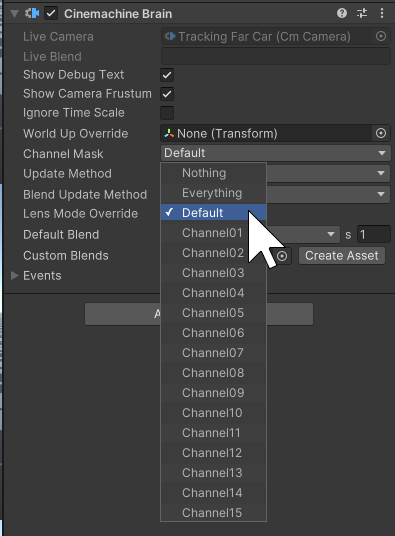 Cinemachine Brain
Live Camera Tracking Far Car (Cm Camera)
Live Blend
Show Debug Text
Show Camera Frustum
Ignore Time Scale
World Up Override None (Transform)
Channel Mask Default
Update Method
Blend Update Method
Lens Mode Override
Default Blend s 1
Custom Blends Create Asset
Events
A
Nothing
Everything
Default
Channel01
Channel02
Channel03
Channel04
Channel05
Channel06
Channel07
Channel08
Channel09
Channel10
Channel11
Channel12
Channel13
Channel14
Channel15